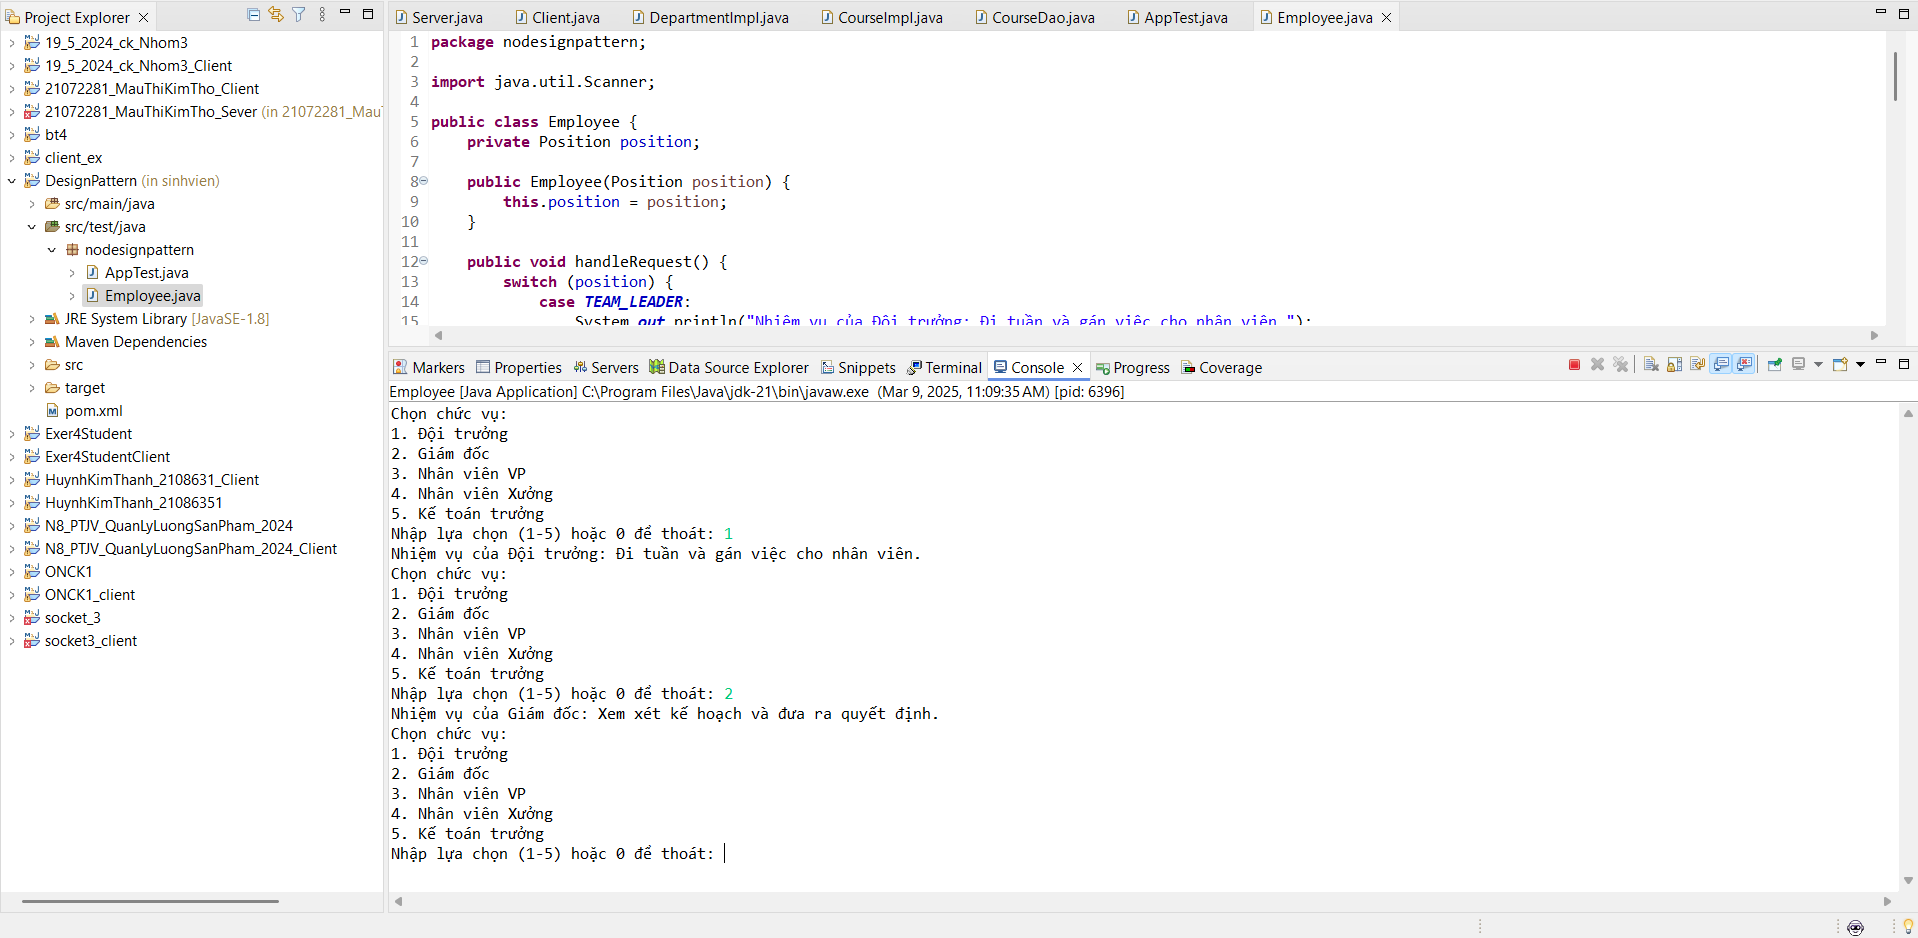 Project Explorer
19_5_2024_ck_Nhom3
19_5_2024_ck_Nhom3_Client
21072281_MauThiKimTho_Client
21072281_MauThiKimTho_Sever (in 21072281_Mau
bt4
client_ex
DesignPattern (in sinhvien)
src/main/java
src/test/java
nodesignpattern
AppTest.java
Employee.java
JRE System Library [JavaSE-1.8]
Maven Dependencies
src
target
pom.xml
Exer4Student
Exer4StudentClient
HuynhKimThanh_2108631_Client
HuynhKimThanh_21086351
N8_PTJV_QuanLyLuongSanPham_2024
N8_PTJV_QuanLyLuongSanPham_2024_Client
ONCK1
ONCK1_client
socket_3
socket3_client
Server.java Client.java DepartmentImpl.java CourseImpl.java CourseDao.java AppTest.java Employee.java
1 package nodesignpattern;
2
3 import java.util.Scanner;
4
5 public class Employee {
6 private Position position;
7
8 public Employee(Position position) {
9 this.position = position;
10 }
11
12 public void handleRequest() {
13 switch (position) {
14 case TEAM_LEADER:
15 System.out.println("Nhiệm vụ của Đội trưởng: Đi tuần và gán việc cho nhân viên.");
Markers Properties Servers Data Source Explorer Snippets Terminal Console Progress Coverage
Employee [Java Application] C:\Program Files\Java\jdk-21\bin\javaw.exe (Mar 9, 2025, 11:09:35 AM) [pid: 6396]
Chọn chức vụ:
1. Đội trưởng
2. Giám đốc
3. Nhân viên VP
4. Nhân viên Xưởng
5. Kế toán trưởng
Nhập lựa chọn (1-5) hoặc 0 để thoát: 1
Nhiệm vụ của Đội trưởng: Đi tuần và gán việc cho nhân viên.
Chọn chức vụ:
1. Đội trưởng
2. Giám đốc
3. Nhân viên VP
4. Nhân viên Xưởng
5. Kế toán trưởng
Nhập lựa chọn (1-5) hoặc 0 để thoát: 2
Nhiệm vụ của Giám đốc: Xem xét kế hoạch và đưa ra quyết định.
Chọn chức vụ:
1. Đội trưởng
2. Giám đốc
3. Nhân viên VP
4. Nhân viên Xưởng
5. Kế toán trưởng
Nhập lựa chọn (1-5) hoặc 0 để thoát: